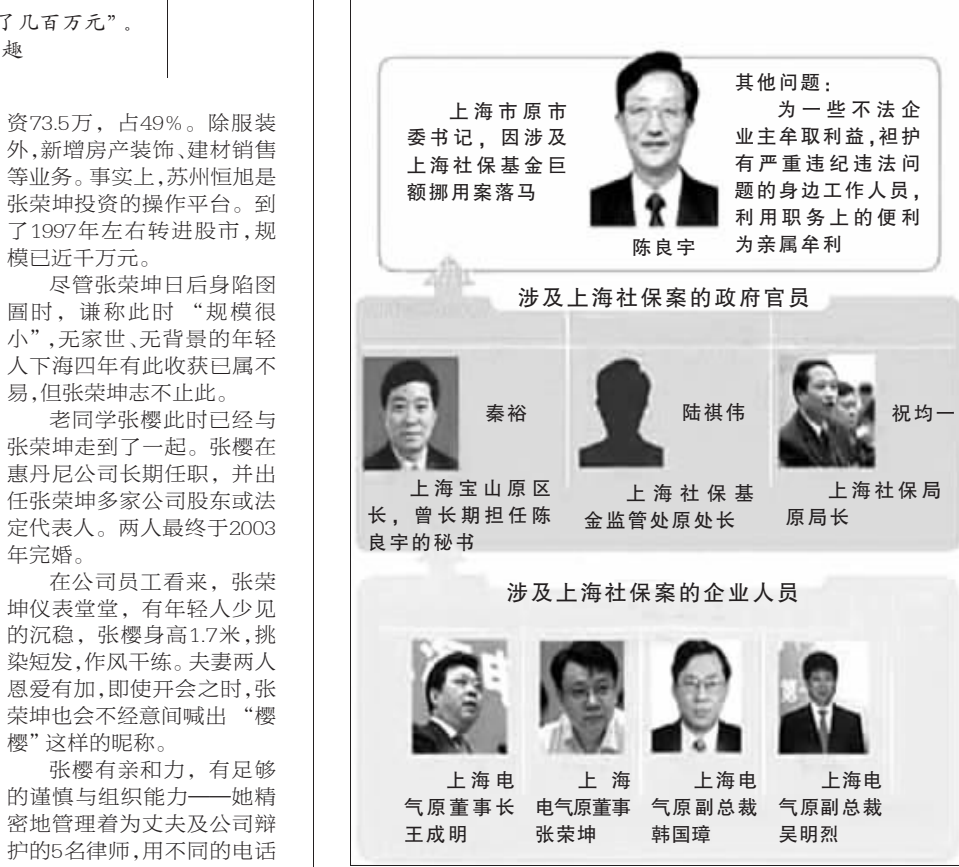 了几百万元”。
趣
资73.5万，占49%。除服装
外,新增房产装饰、建材销售
等业务。事实上,苏州恒旭是
张荣坤投资的操作平台。到
了1997年左右转进股市,规
模已近千万元。
尽管张荣坤日后身陷囹
圄时，谦称此时 “规模很
小”,无家世、无背景的年轻
人下海四年有此收获已属不
易,但张荣坤志不止此。
老同学张樱此时已经与
张荣坤走到了一起。张樱在
惠丹尼公司长期任职，并出
任张荣坤多家公司股东或法
定代表人。两人最终于2003
年完婚。
在公司员工看来，张荣
坤仪表堂堂，有年轻人少见
的沉稳，张樱身高1.7米,挑
染短发,作风干练。夫妻两人
恩爱有加,即使开会之时,张
荣坤也会不经意间喊出 “樱
樱”这样的昵称。
张樱有亲和力，有足够
的谨慎与组织能力——她精
密地管理着为丈夫及公司辩
护的5名律师,用不同的电话
上海市原市
委书记，因涉及
上海社保基金巨
额挪用案落马
陈良宇
其他问题：
为一些不法企
业主牟取利益,袒护
有严重违纪违法问
题的身边工作人员，
利用职务上的便利
为亲属牟利
涉及上海社保案的政府官员
秦裕
上海宝山原区
长，曾长期担任陈
良宇的秘书
陆祺伟
上海社保基
金监管处原处长
祝均一
上海社保局
原局长
涉及上海社保案的企业人员
上海电
气原董事长
王成明
上海
电气原董事
张荣坤
上海电
气原副总裁
韩国璋
上海电
气原副总裁
吴明烈